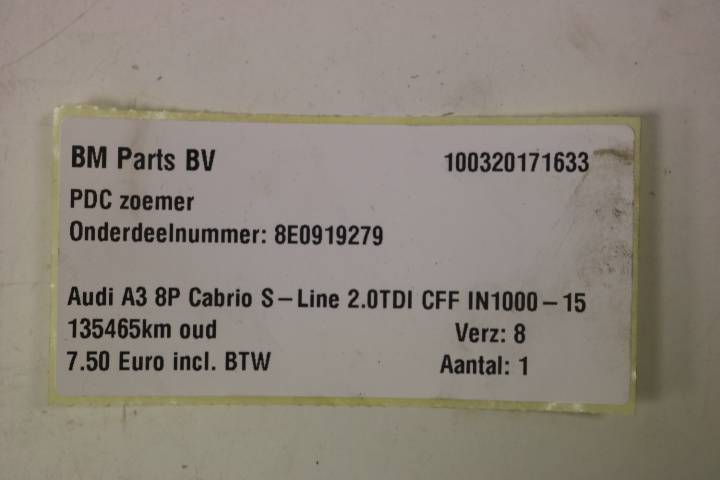 BM Parts BV 100320171633
PDC zoemer
Onderdeelnummer: 8E0919279
Audi A3 8P Cabrio S-Line 2.0TDI CFF IN1000-15
135465km oud Verz: 8
7.50 Euro incl. BTW Aantal: 1